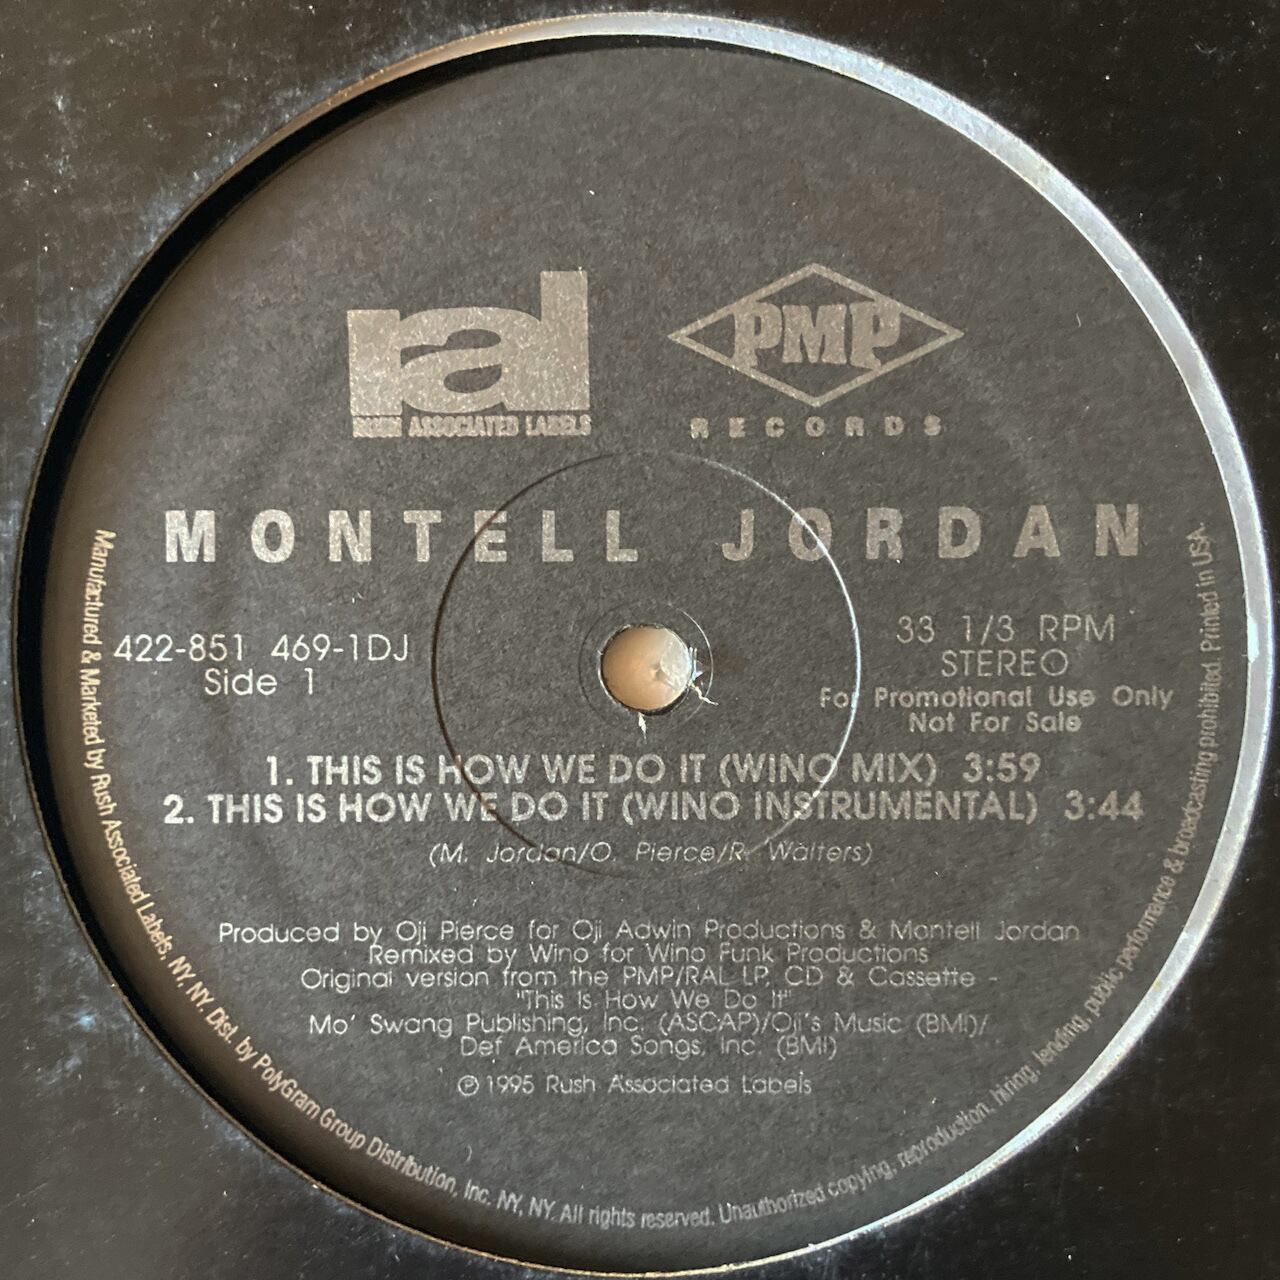 ral
RUSH ASSOCIATED LABELS
PMP
RECORDS
MONTELL JORDAN
422-851 469-1DJ
Side 1
33 1/3 RPM
STEREO
For Promotional Use Only
Not For Sale
1. THIS IS HOW WE DO IT (WINO MIX) 3:59
2. THIS IS HOW WE DO IT (WINO INSTRUMENTAL) 3:44
(M. Jordan/O. Pierce/R. Walters)
Produced by Oji Pierce for Oji Adwin Productions & Montell Jordan
Remixed by Wino for Wino Funk Productions
Original version from the PMP/RAL LP, CD & Cassette -
"This Is How We Do It"
Mo' Swang Publishing, Inc. (ASCAP)/Oji's Music (BMI)/
Def America Songs, Inc. (BMI)
℗ 1995 Rush Associated Labels
Manufactured & Marketed by Rush Associated Labels, NY, NY. Dist. by PolyGram Group Distribution, Inc. NY, NY. All rights reserved. Unauthorized copying, reproduction, hiring, lending, public performance & broadcasting prohibited. Printed in USA.